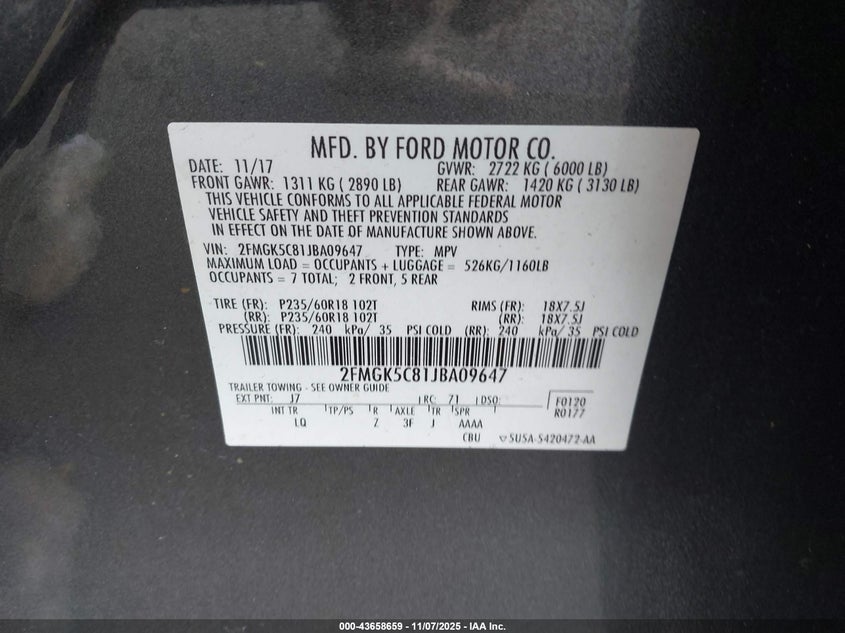 MFD. BY FORD MOTOR CO.
DATE: 11/17 GVWR: 2722 KG ( 6000 LB)
FRONT GAWR: 1311 KG ( 2890 LB) REAR GAWR: 1420 KG ( 3130 LB)
THIS VEHICLE CONFORMS TO ALL APPLICABLE FEDERAL MOTOR
VEHICLE SAFETY AND THEFT PREVENTION STANDARDS
IN EFFECT ON THE DATE OF MANUFACTURE SHOWN ABOVE.
VIN: 2FMGK5C81JBA09647 TYPE: MPV
MAXIMUM LOAD = OCCUPANTS + LUGGAGE = 526KG/1160LB
OCCUPANTS = 7 TOTAL; 2 FRONT, 5 REAR
TIRE (FR): P235/60R18 102T RIMS (FR): 18X7.5J
(RR): P235/60R18 102T (RR): 18X7.5J
PRESSURE (FR): 240 kPa/ 35 PSI COLD (RR): 240 kPa/ 35 PSI COLD
2FMGK5C81JBA09647
TRAILER TOWING - SEE OWNER GUIDE
EXT PNT: J7 RC: 71 DSO: F0120
INT TR TP/PS R AXLE TR SPR R0177
LQ Z 3F J AAAA
CBU 5U5A-5420472-AA
000-43658659 - 11/07/2025 - IAA Inc.